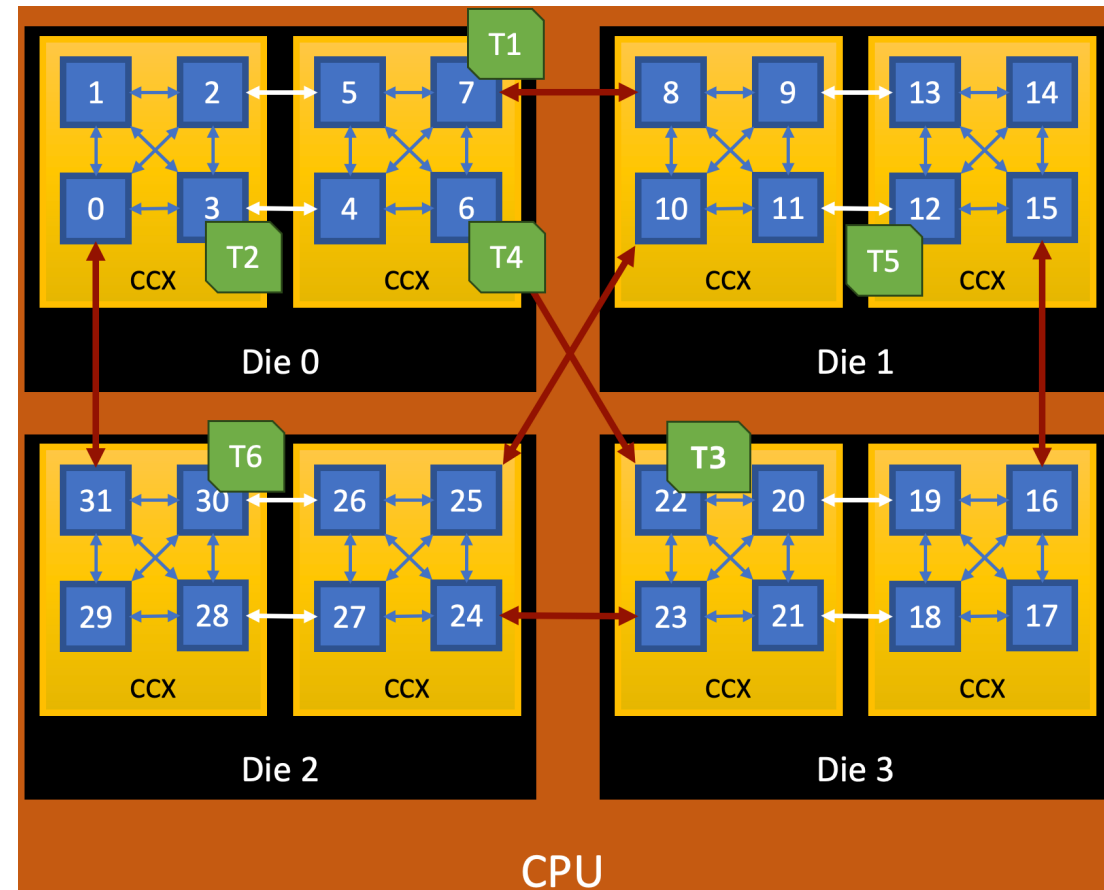 T1
1 2 5 7 8 9 13 14
0 3 4 6 10 11 12 15
T2 T4 T5
CCX CCX CCX CCX
Die 0 Die 1
T6 T3
31 30 26 25 22 20 19 16
29 28 27 24 23 21 18 17
CCX CCX CCX CCX
Die 2 Die 3
CPU